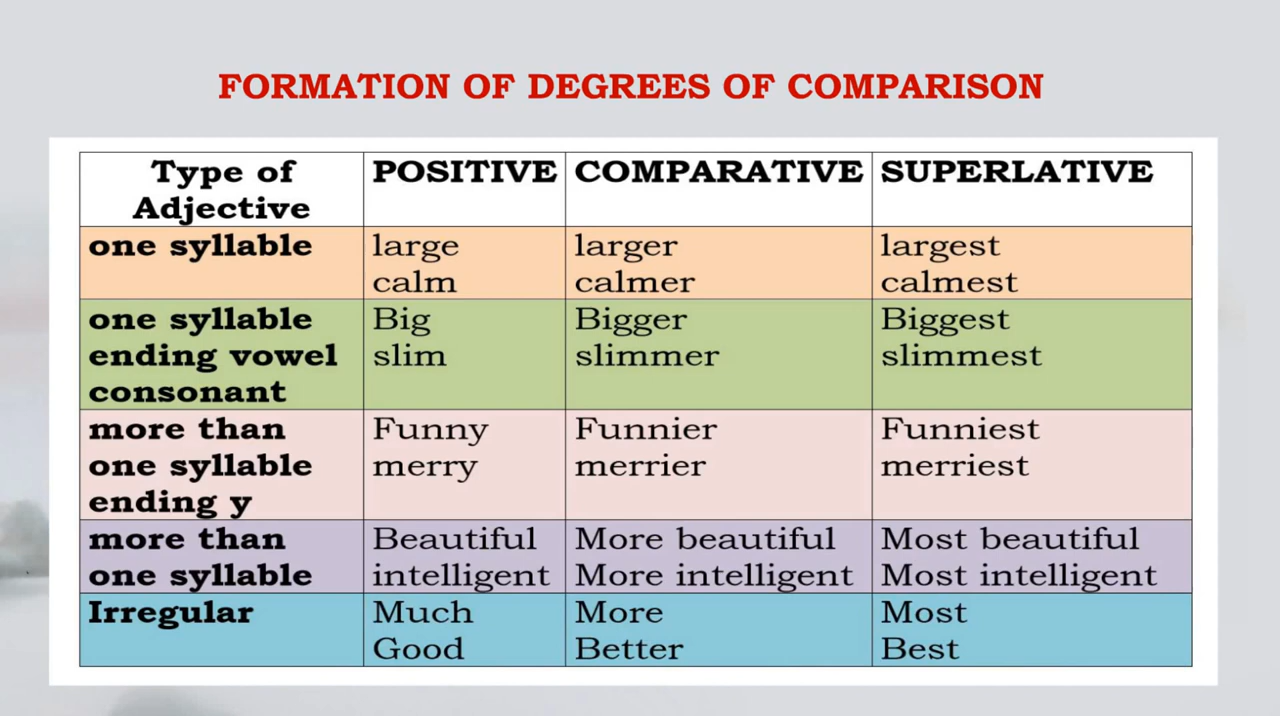 FORMATION OF DEGREES OF COMPARISON
Type of Adjective POSITIVE COMPARATIVE SUPERLATIVE
one syllable large larger largest
calm calmer calmest
one syllable Big Bigger Biggest
ending vowel slim slimmer slimmest
consonant
more than Funny Funnier Funniest
one syllable merry merrier merriest
ending y
more than Beautiful More beautiful Most beautiful
one syllable intelligent More intelligent Most intelligent
Irregular Much More Most
Good Better Best